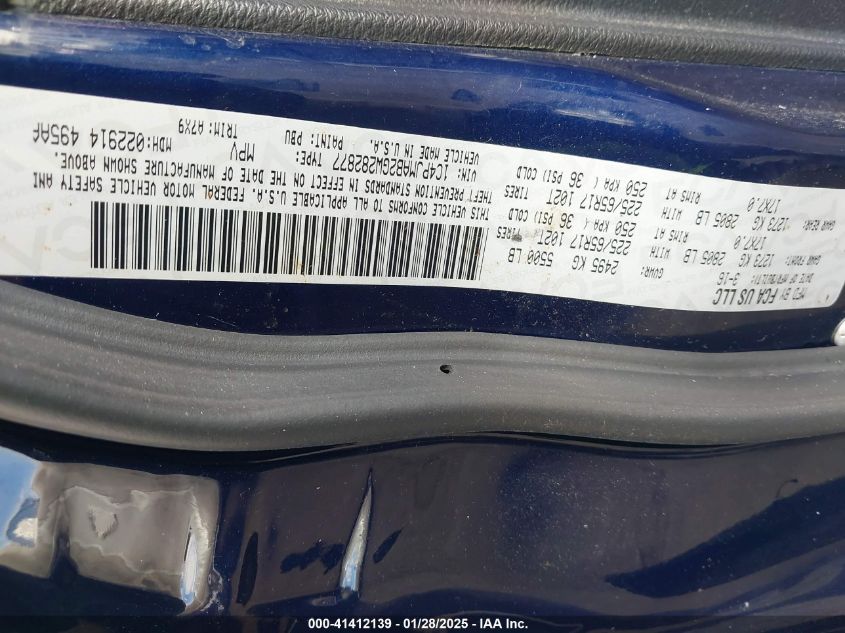 MFD BY FCA US LLC
DATE OF MFR(BUILT): 3-16 GVWR: 2495 KG 5500 LB
GAWR FRONT: 1273 KG 2805 LB WITH 225/65R17 102T TIRES
17X7.0 RIMS AT 250 KPA ( 36 PSI) COLD
GAWR REAR: 1273 KG 2805 LB WITH 225/65R17 102T TIRES
17X7.0 RIMS AT 250 KPA ( 36 PSI) COLD
THIS VEHICLE CONFORMS TO ALL APPLICABLE U.S.A. FEDERAL MOTOR VEHICLE SAFETY
THEFT PREVENTION STANDARDS IN EFFECT ON THE DATE OF MANUFACTURE SHOWN ABOVE.
VIN: 1C4PJMAB2GW282877 TYPE: MPV MDH:022914 495AF
VEHICLE MADE IN U.S.A. PAINT: PBU TRIM: A7X9
000-41412139 - 01/28/2025 - IAA Inc.